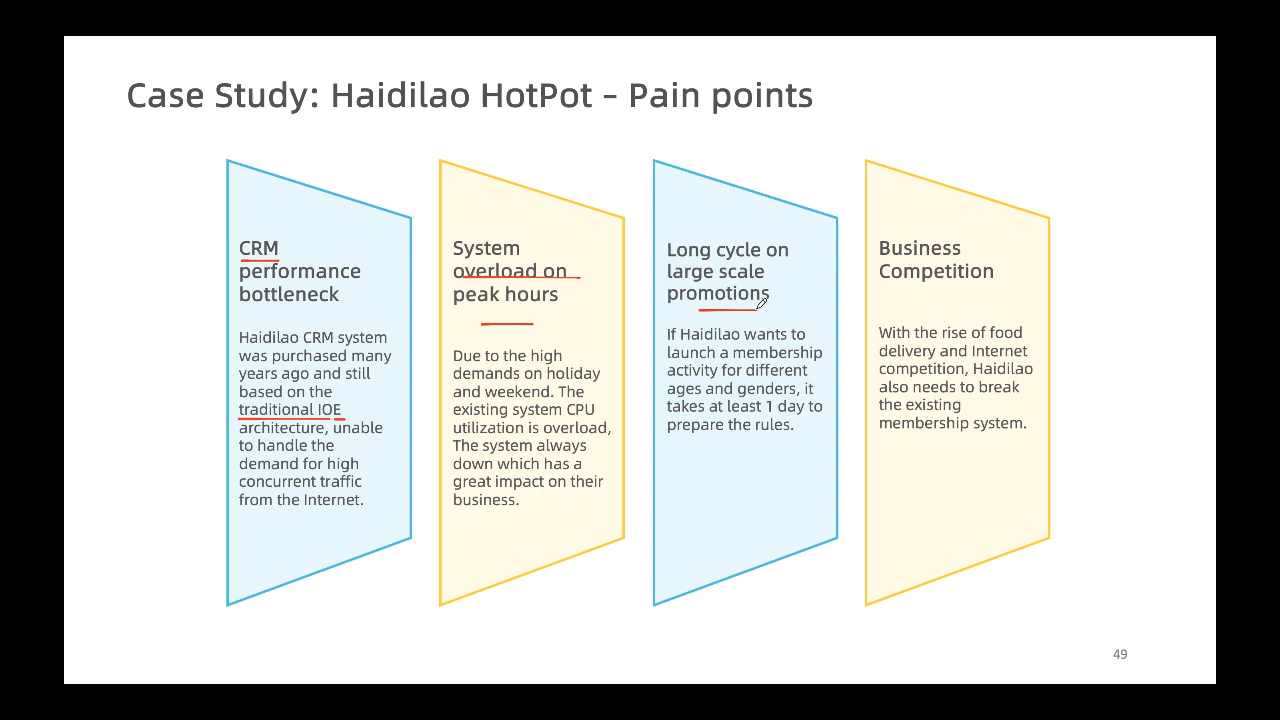 Case Study: Haidilao HotPot – Pain points
CRM
performance
bottleneck
Haidilao CRM system
was purchased many
years ago and still
based on the
traditional IOE
architecture, unable
to handle the
demand for high
concurrent traffic
from the Internet.
System
overload on
peak hours
Due to the high
demands on holiday
and weekend. The
existing system CPU
utilization is overload,
The system always
down which has a
great impact on their
business.
Long cycle on
large scale
promotions
If Haidilao wants to
launch a membership
activity for different
ages and genders, it
takes at least 1 day to
prepare the rules.
Business
Competition
With the rise of food
delivery and Internet
competition, Haidilao
also needs to break
the existing
membership system.
49